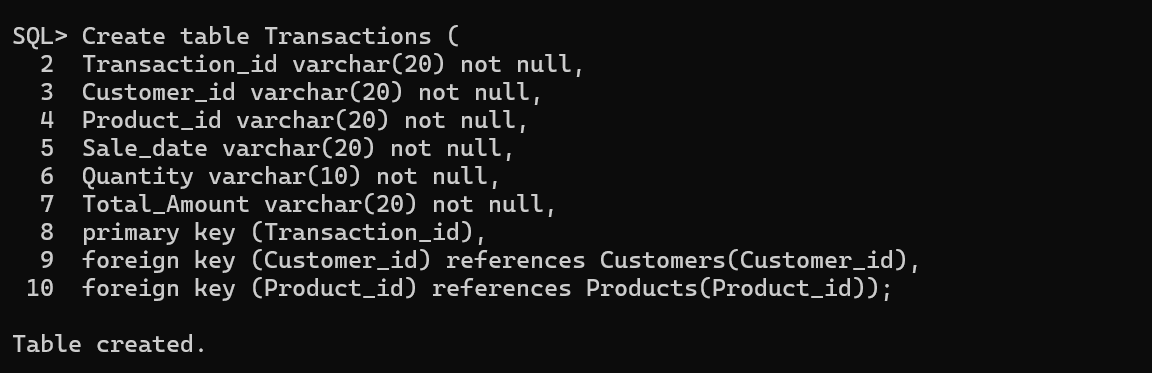 SQL> Create table Transactions (
  2  Transaction_id varchar(20) not null,
  3  Customer_id varchar(20) not null,
  4  Product_id varchar(20) not null,
  5  Sale_date varchar(20) not null,
  6  Quantity varchar(10) not null,
  7  Total_Amount varchar(20) not null,
  8  primary key (Transaction_id),
  9  foreign key (Customer_id) references Customers(Customer_id),
 10  foreign key (Product_id) references Products(Product_id));
Table created.